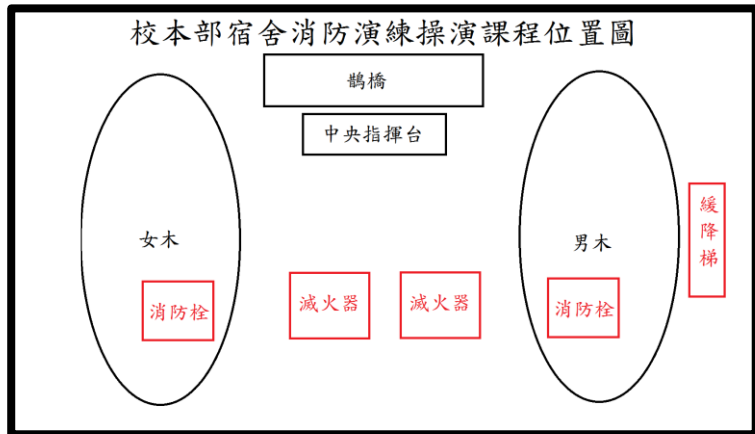 校本部宿舍消防演練操演課程位置圖
鵲橋
中央指揮台
女木
男木
緩降梯
消防栓
滅火器
滅火器
消防栓